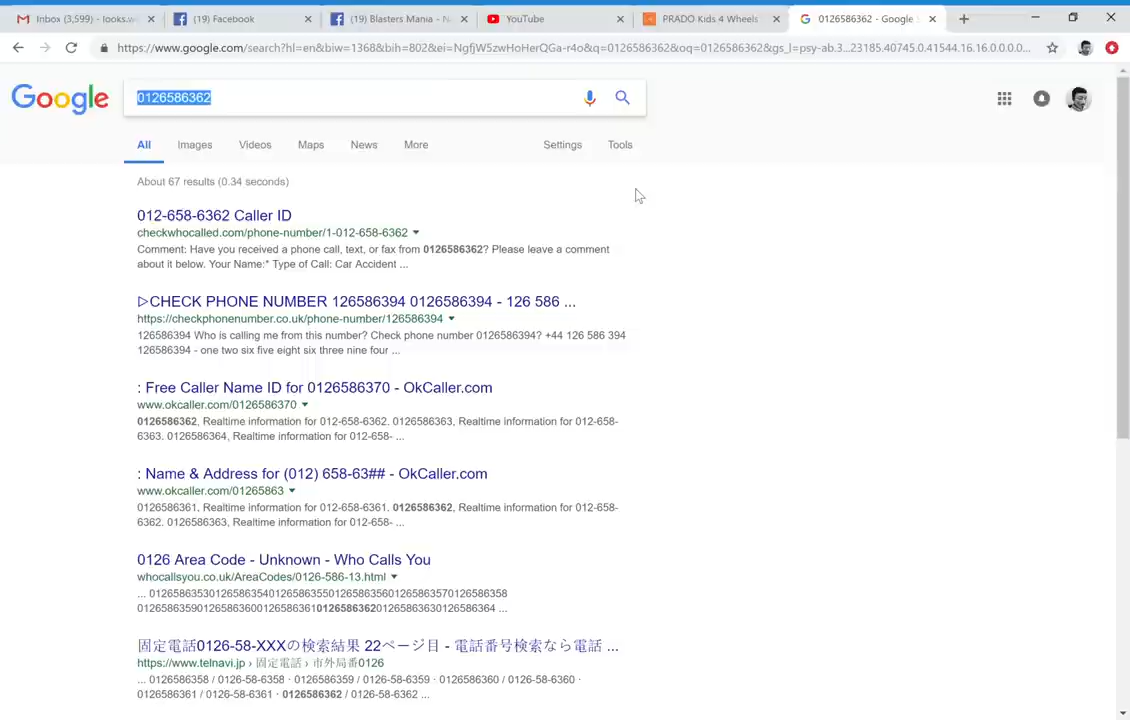 Inbox (3,599) - looks.w
(19) Facebook
(19) Blasters Mania - N
YouTube
PRADO Kids 4 Wheels
0126586362 - Google S
https://www.google.com/search?hl=en&biw=1368&bih=802&ei=NgfjW5zwHoHerQGa-r4o&q=0126586362&oq=0126586362&gs_l=psy-ab.3...23185.40745.0.41544.16.16.0.0.0.0...
Google
0126586362
All
Images
Videos
Maps
News
More
Settings
Tools
About 67 results (0.34 seconds)
012-658-6362 Caller ID
checkwhocalled.com/phone-number/1-012-658-6362
Comment: Have you received a phone call, text, or fax from 0126586362? Please leave a comment
about it below. Your Name:* Type of Call: Car Accident ...
▷CHECK PHONE NUMBER 126586394 0126586394 - 126 586 ...
https://checkphonenumber.co.uk/phone-number/126586394
126586394 Who is calling me from this number? Check phone number 0126586394? +44 126 586 394
126586394 - one two six five eight six three nine four ...
: Free Caller Name ID for 0126586370 - OkCaller.com
www.okcaller.com/0126586370
0126586362, Realtime information for 012-658-6362. 0126586363, Realtime information for 012-658-
6363. 0126586364, Realtime information for 012-658- ...
: Name & Address for (012) 658-63## - OkCaller.com
www.okcaller.com/01265863
0126586361, Realtime information for 012-658-6361. 0126586362, Realtime information for 012-658-
6362. 0126586363, Realtime information for 012-658- ...
0126 Area Code - Unknown - Who Calls You
whocallsyou.co.uk/AreaCodes/0126-586-13.html
... 012658635301265863540126586355012658635601265863570126586358
012658635901265863600126586361012658636201265863630126586364 ...
固定電話0126-58-XXXの検索結果 22ページ目 - 電話番号検索なら電話 ...
https://www.telnavi.jp › 固定電話 › 市外局番0126
... 0126586358 / 0126-58-6358 · 0126586359 / 0126-58-6359 · 0126586360 / 0126-58-6360 ·
0126586361 / 0126-58-6361 · 0126586362 / 0126-58-6362 ...